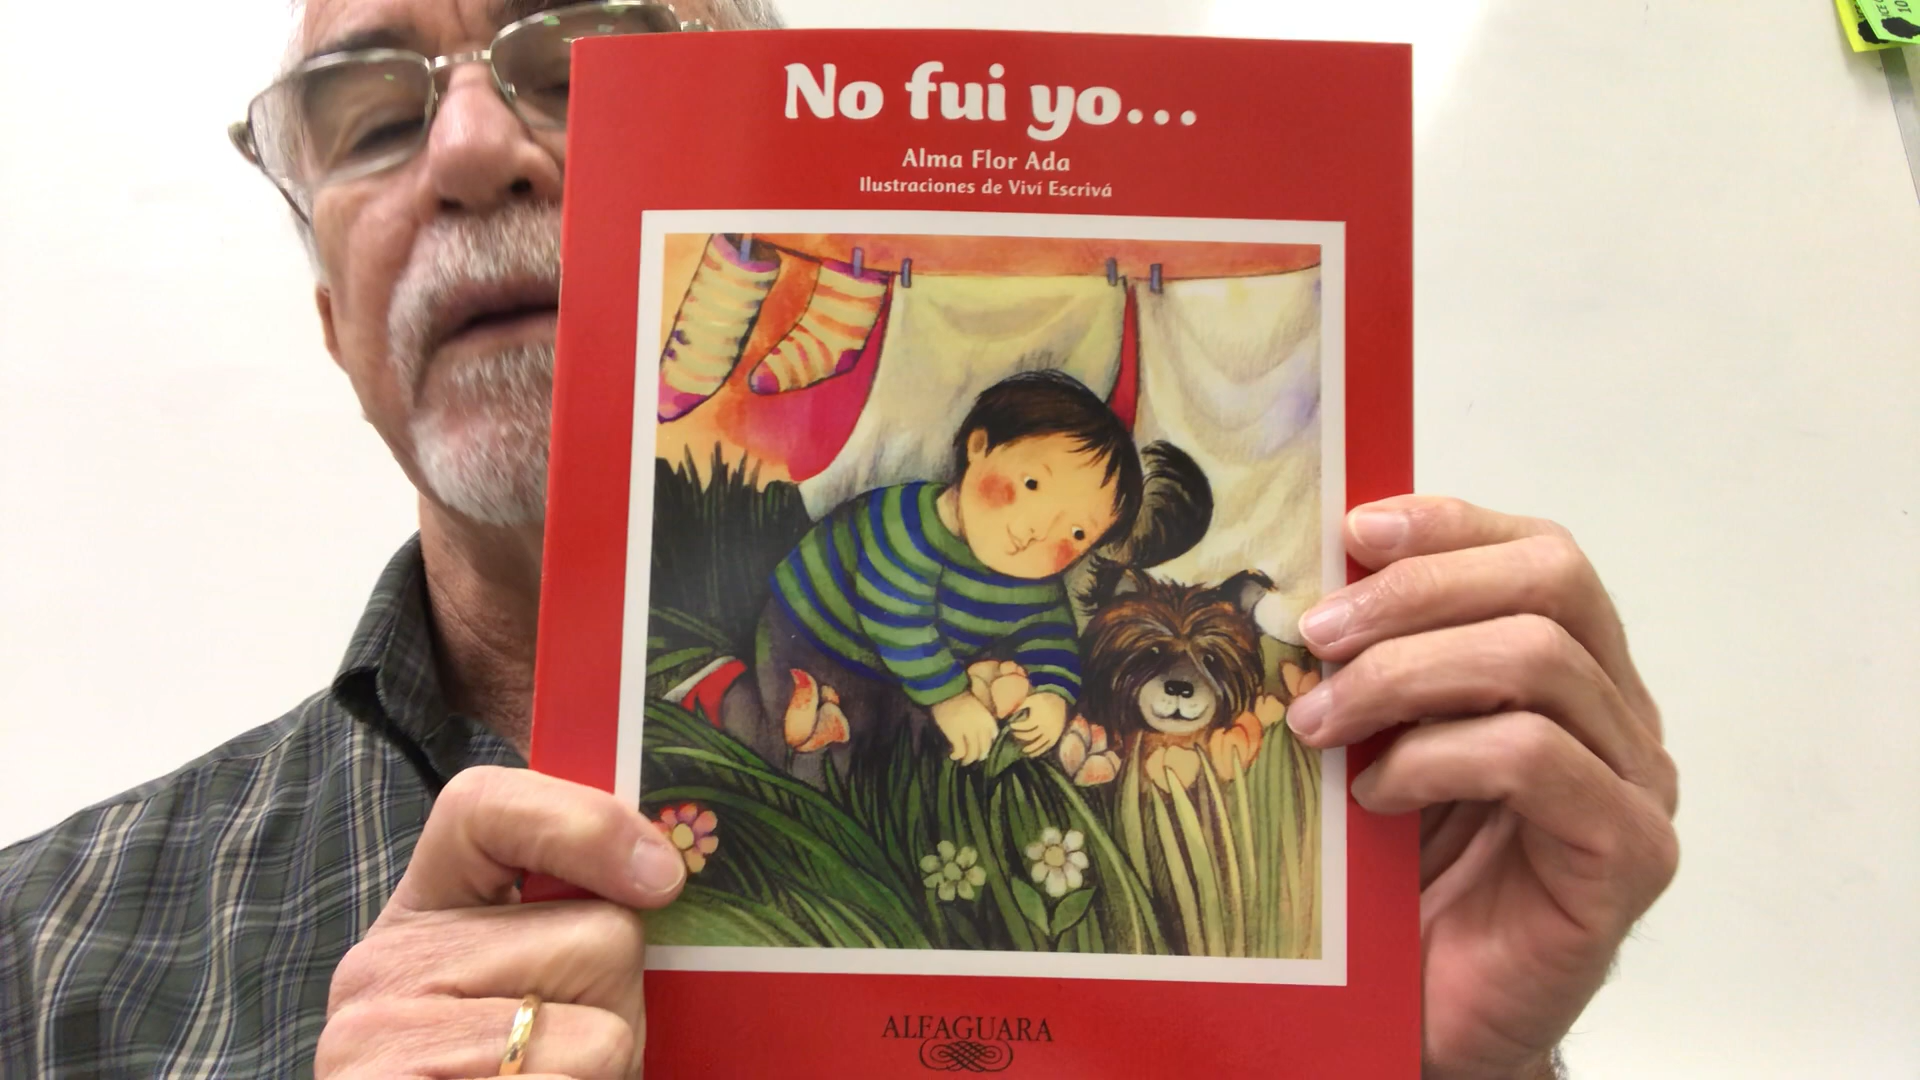 No fui yo...
Alma Flor Ada
Ilustraciones de Viví Escrivá
ALFAGUARA